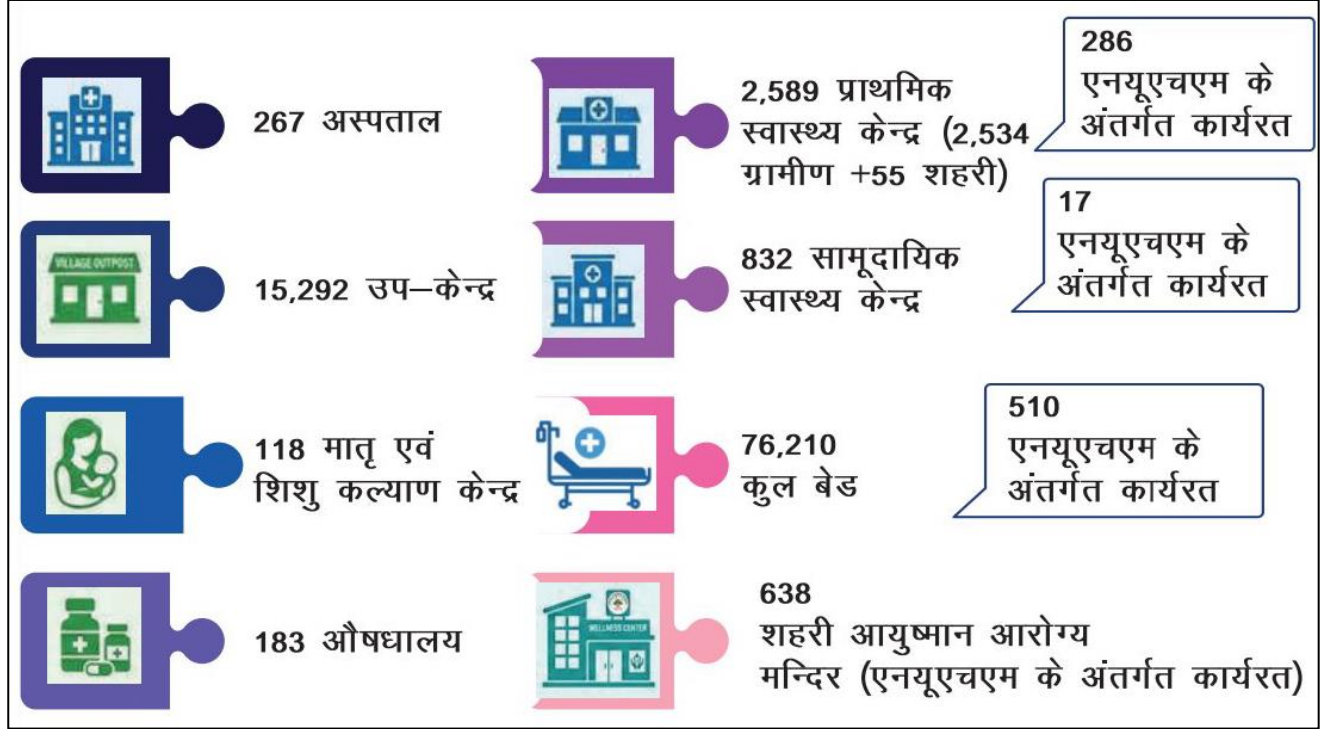 267 अस्पताल
2,589 प्राथमिक
स्वास्थ्य केन्द्र (2,534
ग्रामीण +55 शहरी)
286
एनयूएचएम के
अंतर्गत कार्यरत
VILLAGE OUTPOST
15,292 उप–केन्द्र
832 सामूदायिक
स्वास्थ्य केन्द्र
17
एनयूएचएम के
अंतर्गत कार्यरत
118 मातृ एवं
शिशु कल्याण केन्द्र
76,210
कुल बेड
510
एनयूएचएम के
अंतर्गत कार्यरत
183 औषधालय
WELLNESS CENTER
638
शहरी आयुष्मान आरोग्य
मन्दिर (एनयूएचएम के अंतर्गत कार्यरत)